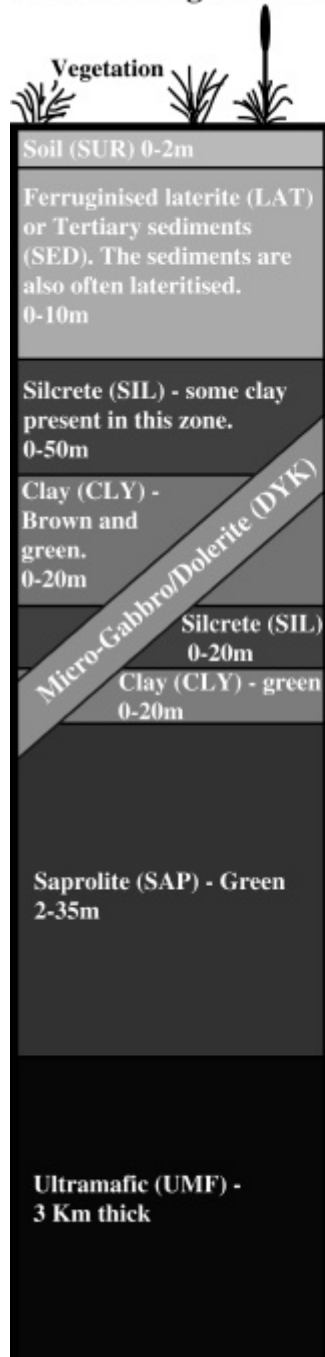 Vegetation
Soil (SUR) 0-2m
Ferruginised laterite (LAT)
or Tertiary sediments
(SED). The sediments are
also often lateritised.
0-10m
Silcrete (SIL) - some clay
present in this zone.
0-50m
Clay (CLY) -
Brown and
green.
0-20m
Micro-Gabbro/Dolerite (DYK)
Silcrete (SIL)
0-20m
Clay (CLY) - green
0-20m
Saprolite (SAP) - Green
2-35m
Ultramafic (UMF) -
3 Km thick